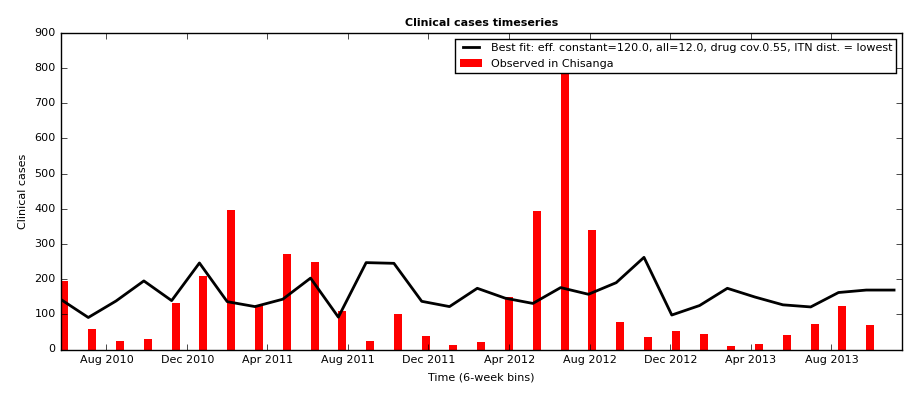 Clinical cases timeseries
900
800
700
600
500
400
300
200
100
0
Clinical cases
Best fit: eff. constant=120.0, all=12.0, drug cov.0.55, ITN dist. = lowest
Observed in Chisanga
Aug 2010 Dec 2010 Apr 2011 Aug 2011 Dec 2011 Apr 2012 Aug 2012 Dec 2012 Apr 2013 Aug 2013
Time (6-week bins)